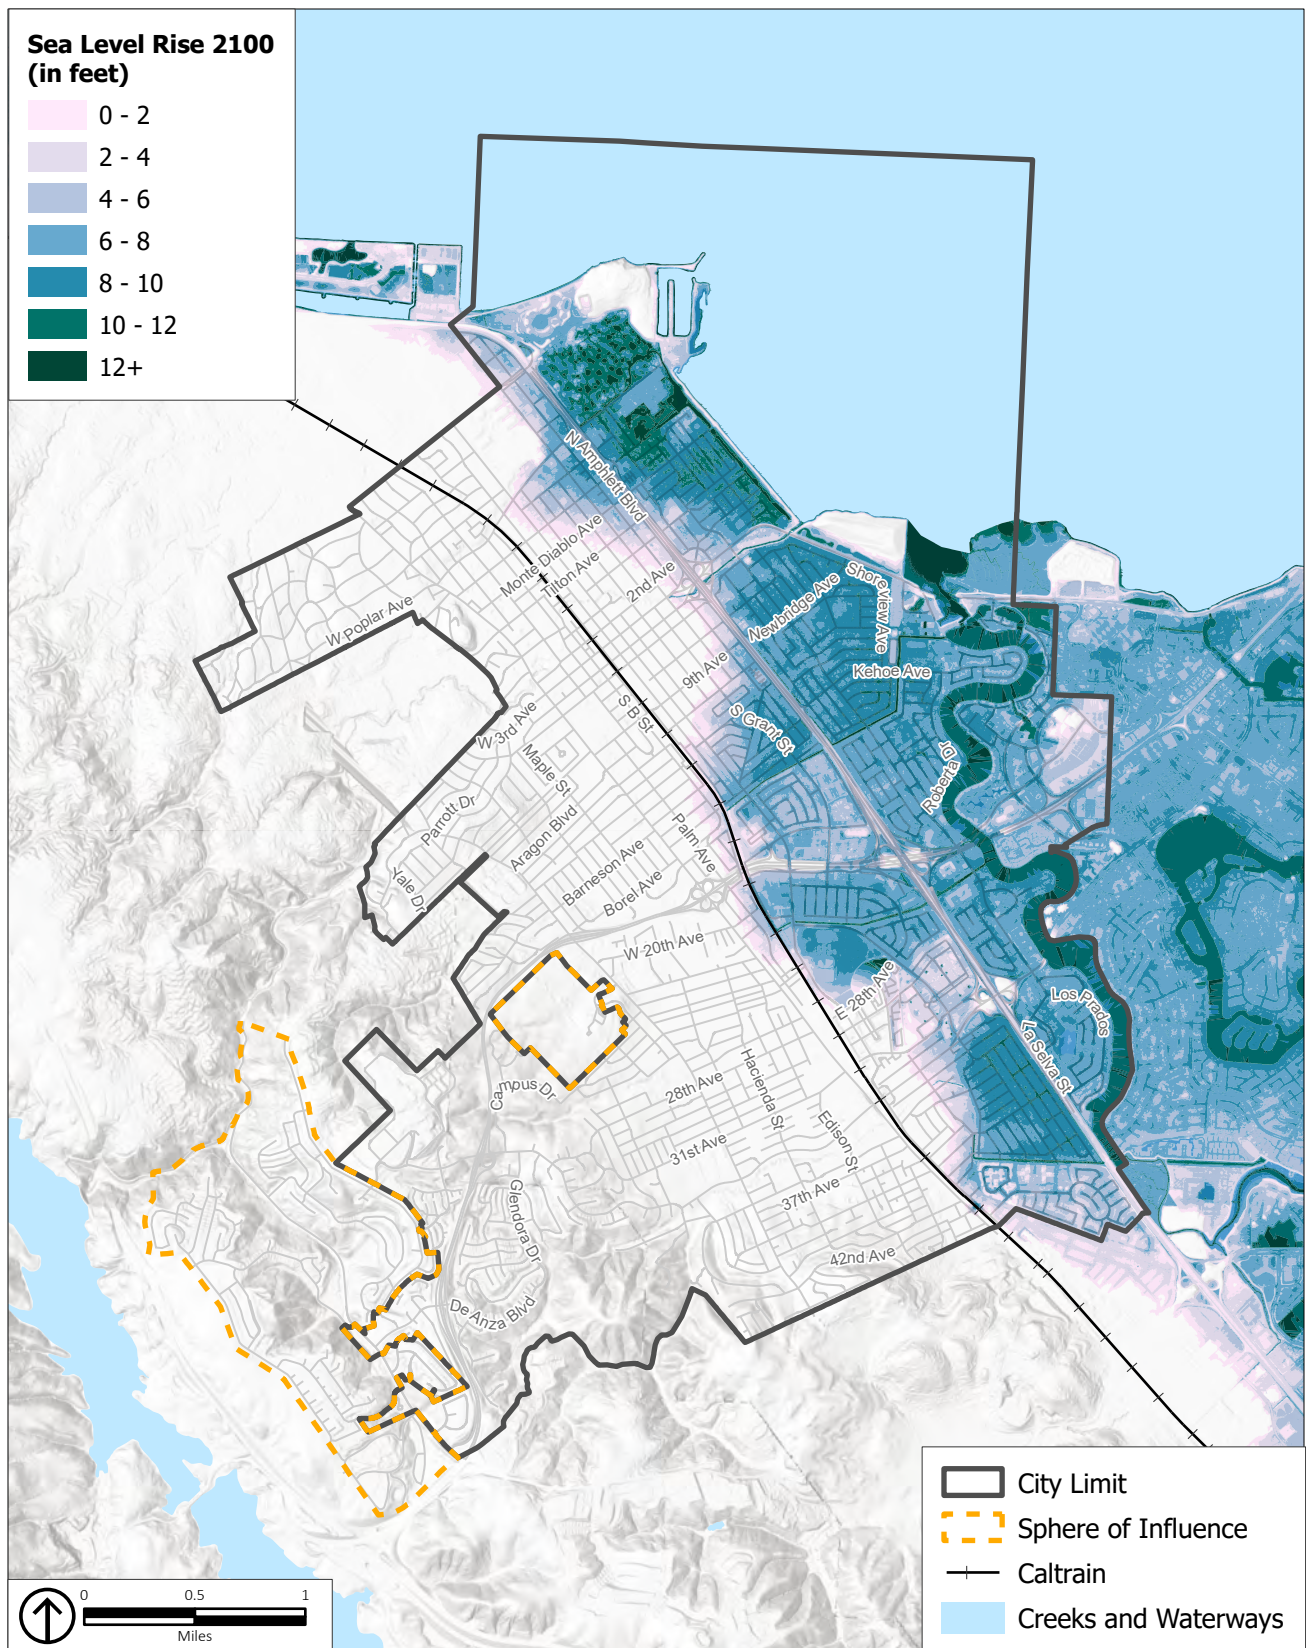 Sea Level Rise 2100
(in feet)
0 - 2
2 - 4
4 - 6
6 - 8
8 - 10
10 - 12
12+
N Amphlett Blvd
Monte Diablo Ave
Tilton Ave
2nd Ave
Shoreview Ave
Newbridge Ave
W Poplar Ave
Kehoe Ave
9th Ave
S B St
S Grant St
W 3rd Ave
Maple St
Roberta Dr
Parrott Dr
Aragon Blvd
Palm Ave
Barneson Ave
Yale Dr
Borel Ave
W 20th Ave
E 28th Ave
Los Prados
La Selva St
Campus Dr
28th Ave
Hacienda St
Edison St
31st Ave
Glendora Dr
37th Ave
42nd Ave
De Anza Blvd
City Limit
Sphere of Influence
Caltrain
Creeks and Waterways
0 0.5 1
Miles